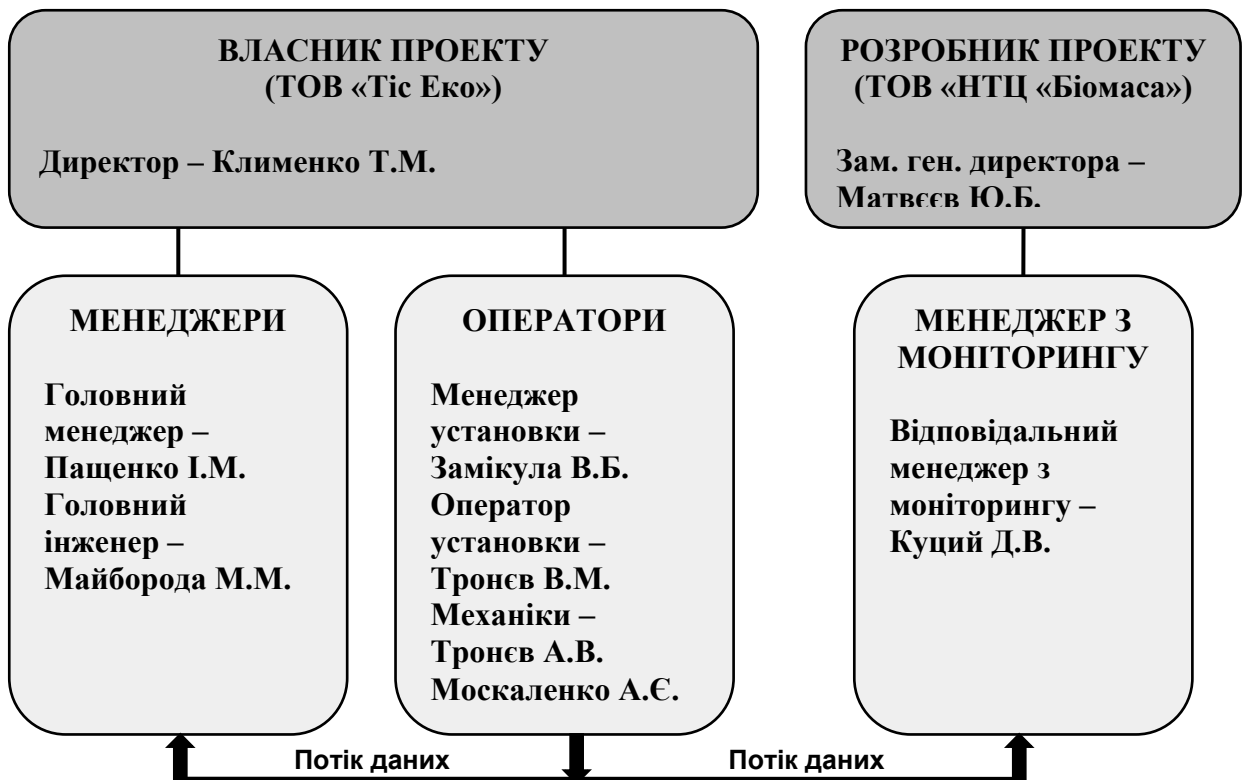 ВЛАСНИК ПРОЕКТУ
(ТОВ «Тіс Еко»)
Директор – Клименко Т.М.
РОЗРОБНИК ПРОЕКТУ
(ТОВ «НТЦ «Біомаса»)
Зам. ген. директора –
Матвєєв Ю.Б.
МЕНЕДЖЕРИ
Головний
менеджер –
Пащенко І.М.
Головний
інженер –
Майборода М.М.
ОПЕРАТОРИ
Менеджер
установки –
Замікула В.Б.
Оператор
установки –
Тронєв В.М.
Механіки –
Тронєв А.В.
Москаленко А.Є.
МЕНЕДЖЕР З
МОНІТОРИНГУ
Відповідальний
менеджер з
моніторингу –
Куций Д.В.
Потік даних
Потік даних